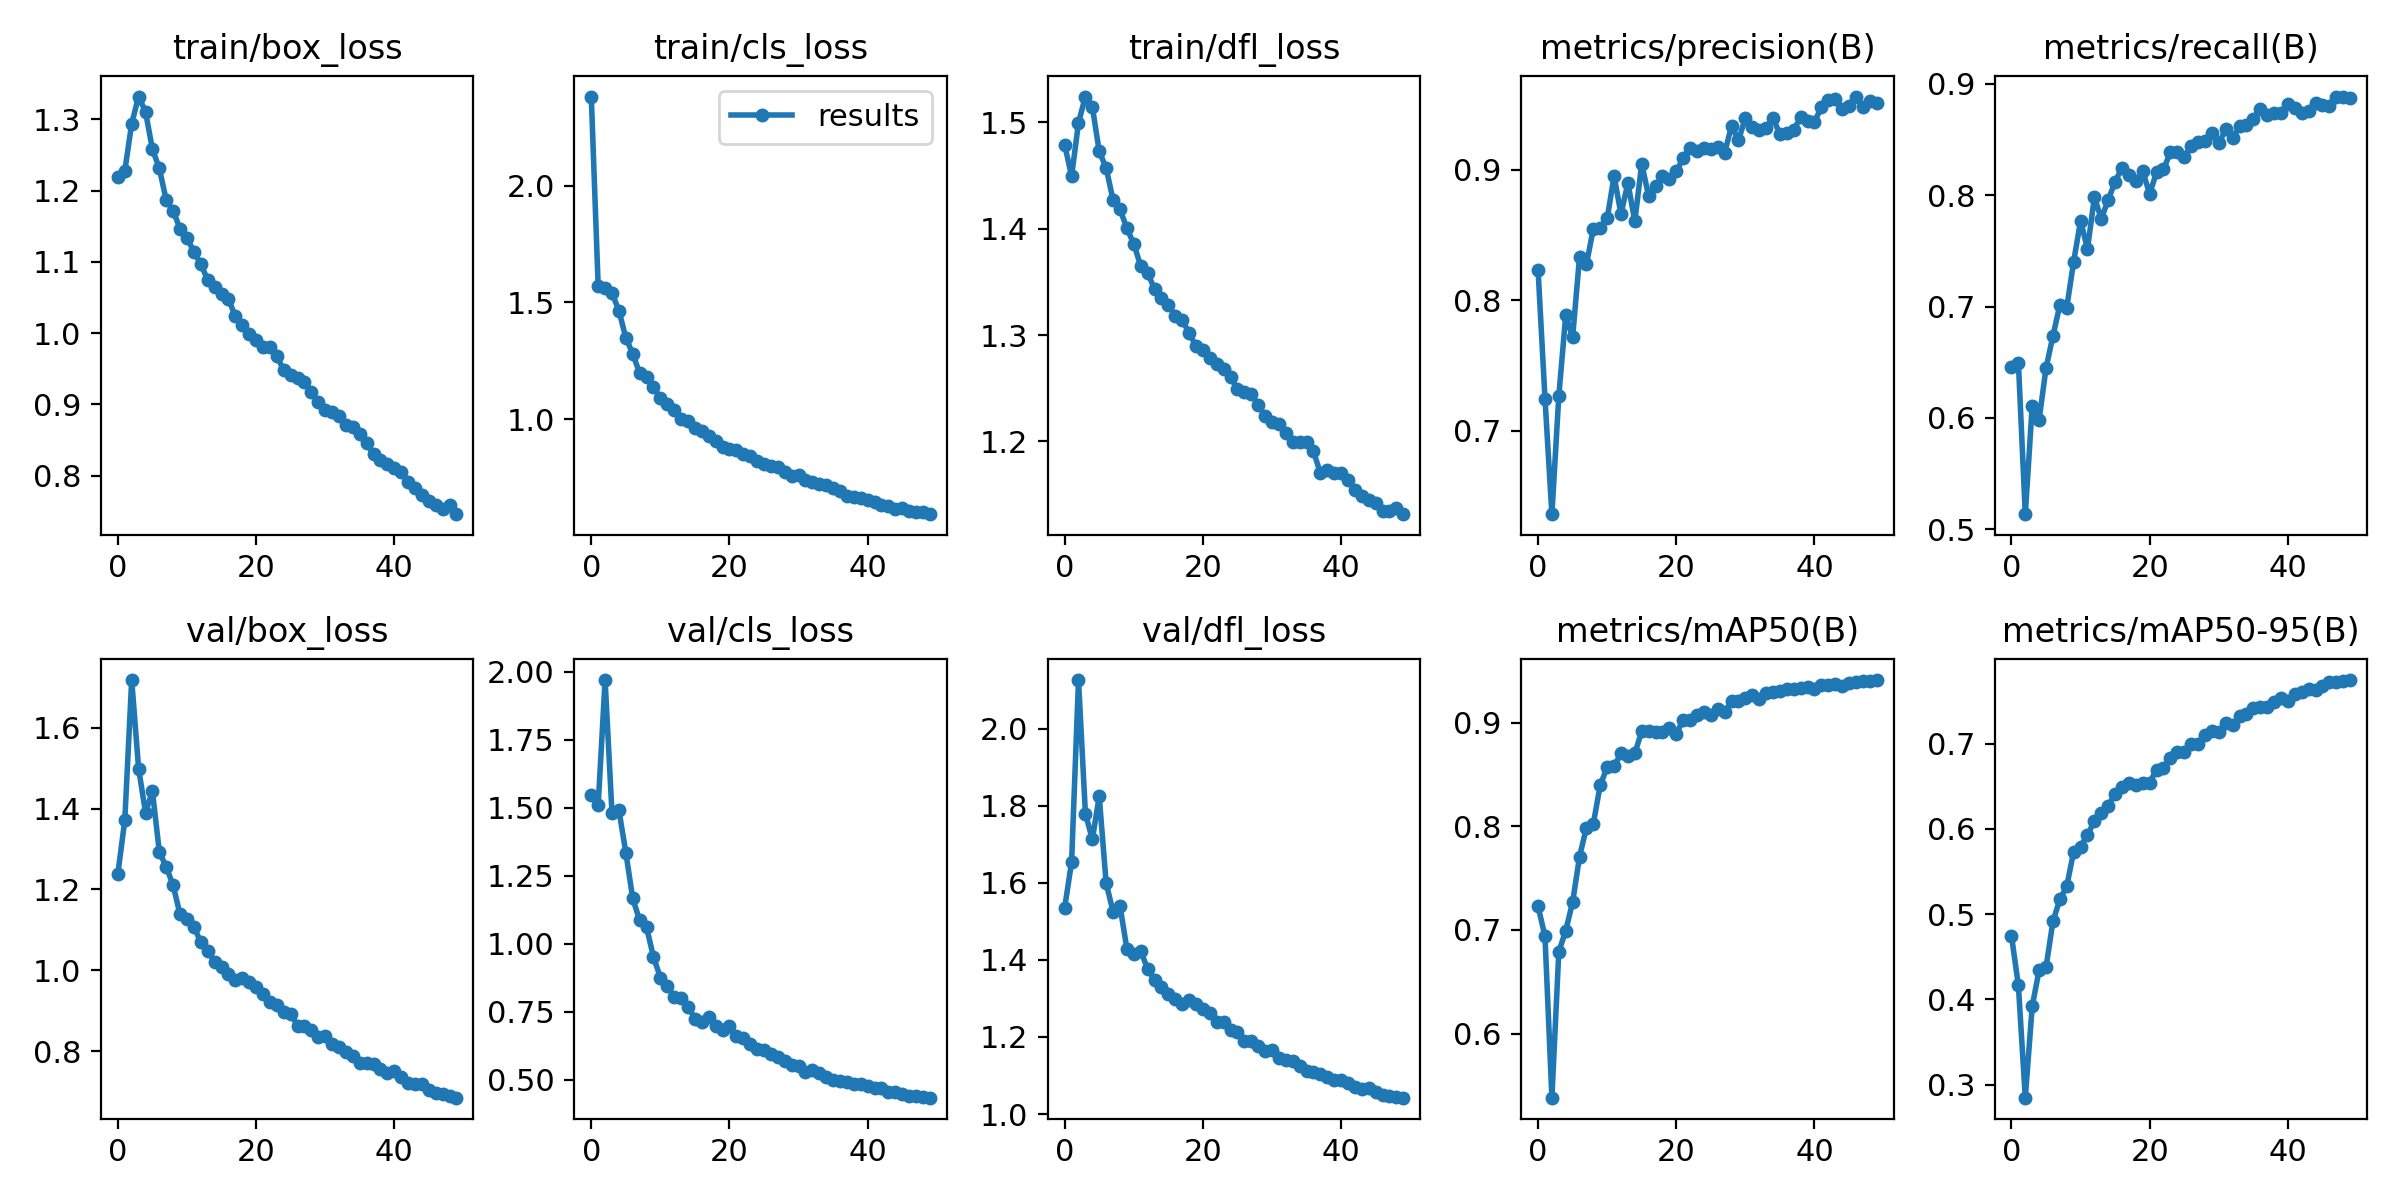 train/box_loss
1.3
1.2
1.1
1.0
0.9
0.8
0 20 40
train/cls_loss
results
2.0
1.5
1.0
0 20 40
train/dfl_loss
1.5
1.4
1.3
1.2
0 20 40
metrics/precision(B)
0.9
0.8
0.7
0 20 40
metrics/recall(B)
0.9
0.8
0.7
0.6
0.5
0 20 40
val/box_loss
1.6
1.4
1.2
1.0
0.8
0 20 40
val/cls_loss
2.00
1.75
1.50
1.25
1.00
0.75
0.50
0 20 40
val/dfl_loss
2.0
1.8
1.6
1.4
1.2
1.0
0 20 40
metrics/mAP50(B)
0.9
0.8
0.7
0.6
0 20 40
metrics/mAP50-95(B)
0.7
0.6
0.5
0.4
0.3
0 20 40